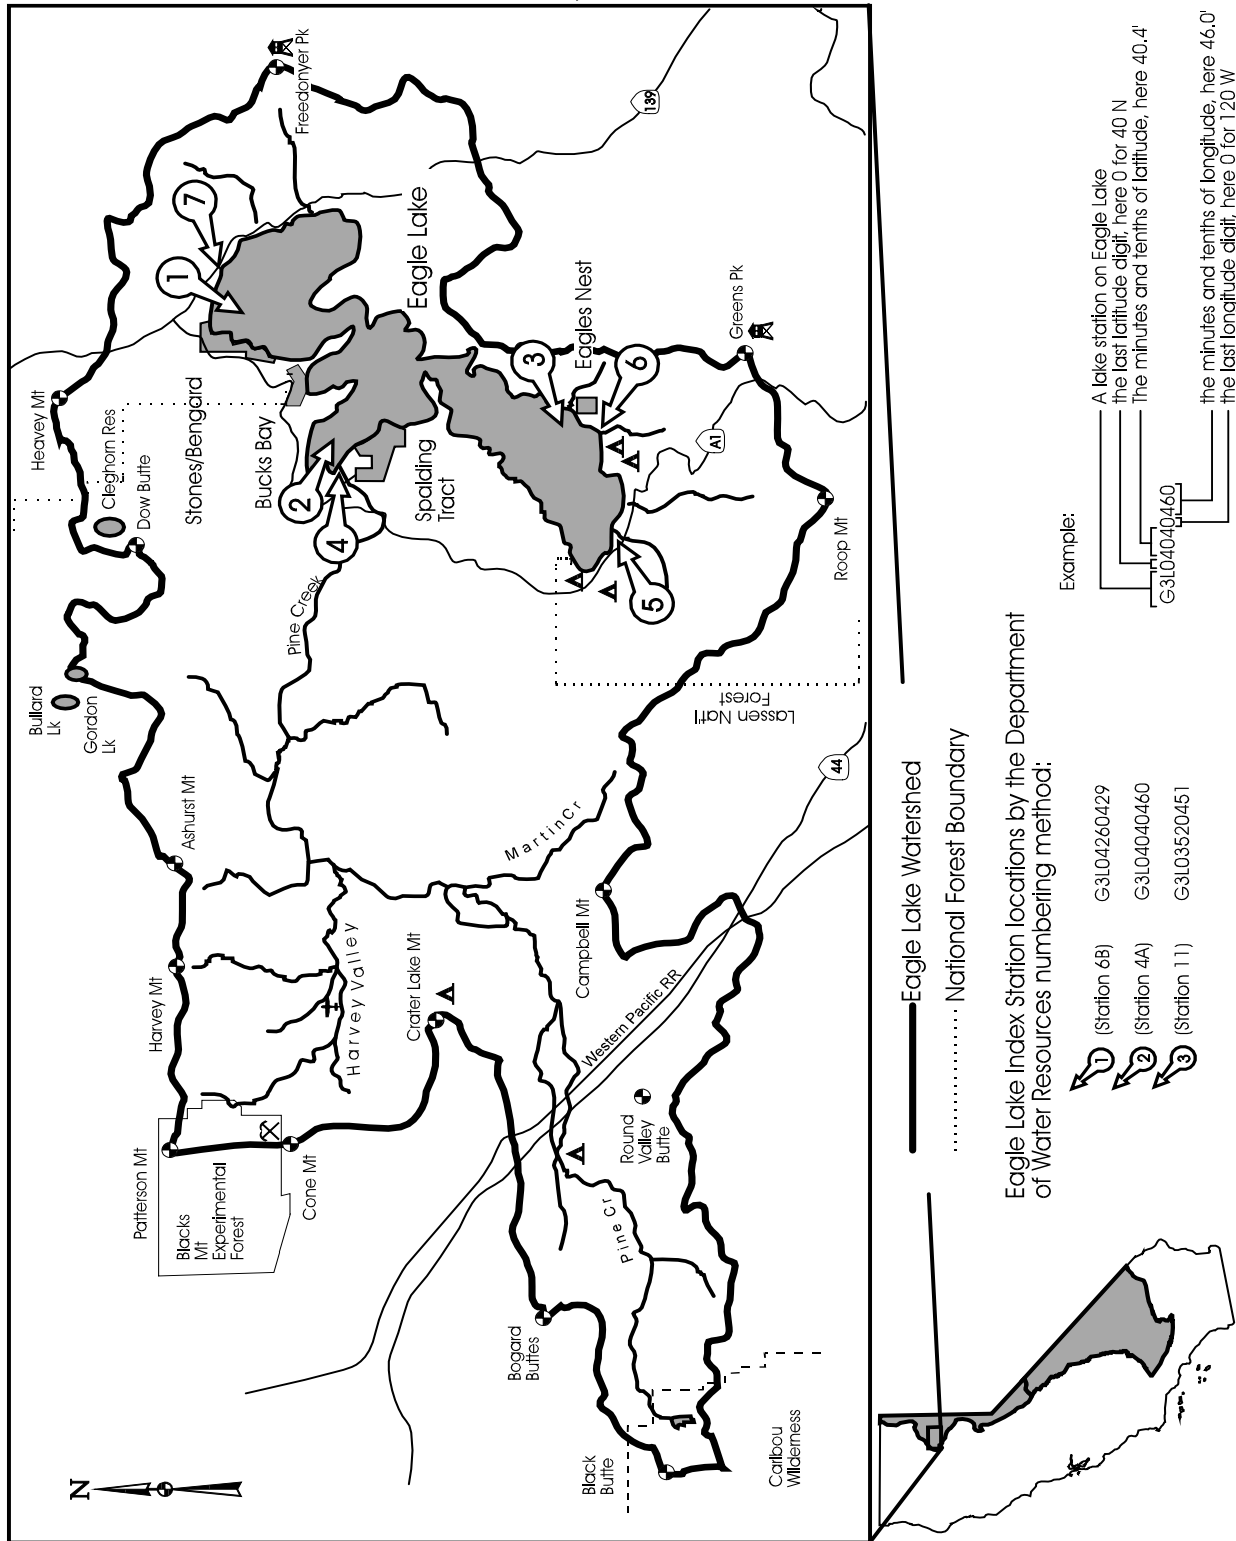 N
Black
Butte
Caribou
Wilderness
Bogard
Buttes
Patterson Mt
Blacks
Mt
Experimental
Forest
Cone Mt
Pine Cr
Round
Valley
Butte
Harvey Mt
Harvey Valley
Crater Lake Mt
Western Pacific RR
Campbell Mt
Ashurst Mt
Martin Cr
44
Bullard
Lk
Gordon
Lk
Lassen Nat'l
Forest
Heavey Mt
Cleghorn Res
Dow Butte
Pine Creek
Stones/Bengard
Bucks Bay
Spalding
Tract
Roop Mt
A1
Eagle Lake
Eagles Nest
Greens Pk
Freedonyer Pk
139
1
2
3
4
5
6
7
Eagle Lake Watershed
National Forest Boundary
Eagle Lake Index Station locations by the Department
of Water Resources numbering method:
1 (Station 6B) G3L04260429
2 (Station 4A) G3L04040460
3 (Station 11) G3L03520451
Example:
G3L04040460
A lake station on Eagle Lake
the last latitude digit, here 0 for 40 N
The minutes and tenths of latitude, here 40.4'
the minutes and tenths of longitude, here 46.0'
the last longitude digit, here 0 for 120 W